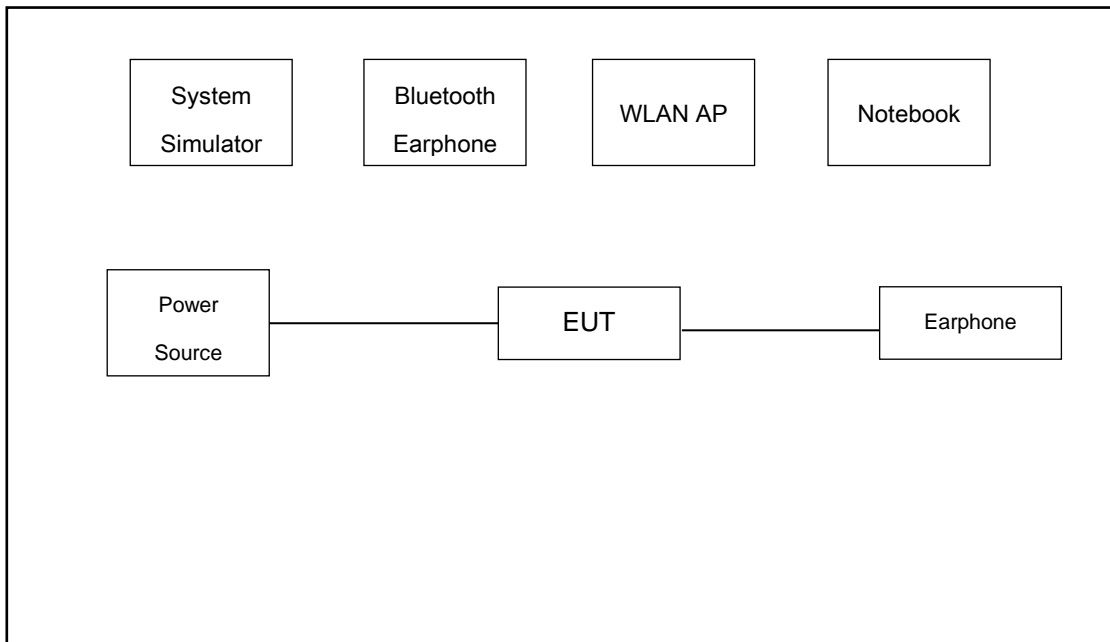 System
Simulator
Bluetooth
Earphone
WLAN AP
Notebook
Power
Source
EUT
Earphone